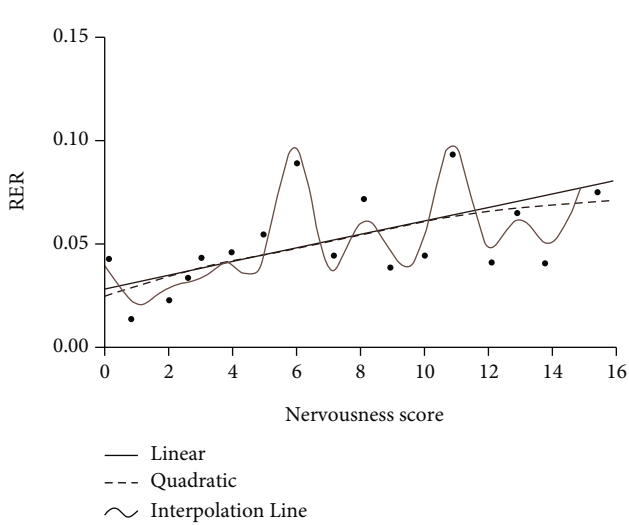 0.15
0.10
RER
0.05
0.00
0 2 4 6 8 10 12 14 16
Nervousness score
Linear
Quadratic
Interpolation Line